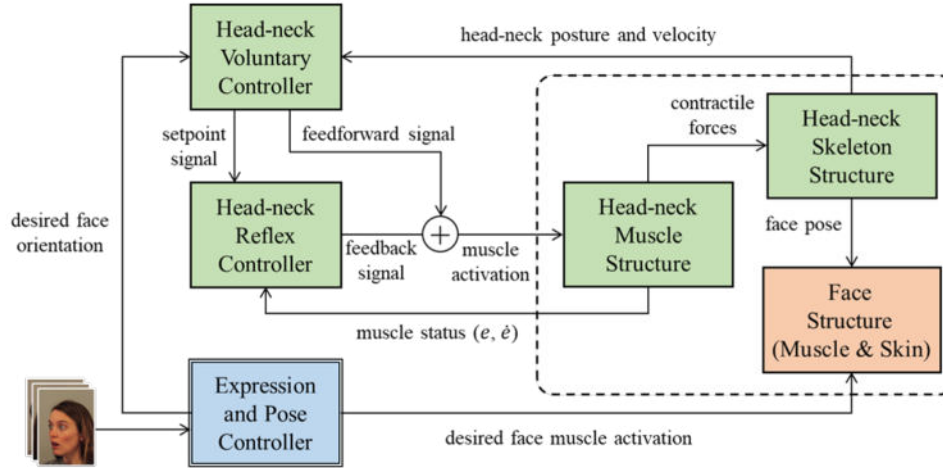 Head-neck
Voluntary
Controller
head-neck posture and velocity
contractile
forces
Head-neck
Skeleton
Structure
setpoint
signal
feedforward signal
desired face
orientation
Head-neck
Reflex
Controller
feedback
signal
+
muscle
activation
Head-neck
Muscle
Structure
face pose
Face
Structure
(Muscle & Skin)
muscle status (e, ė)
Expression
and Pose
Controller
desired face muscle activation